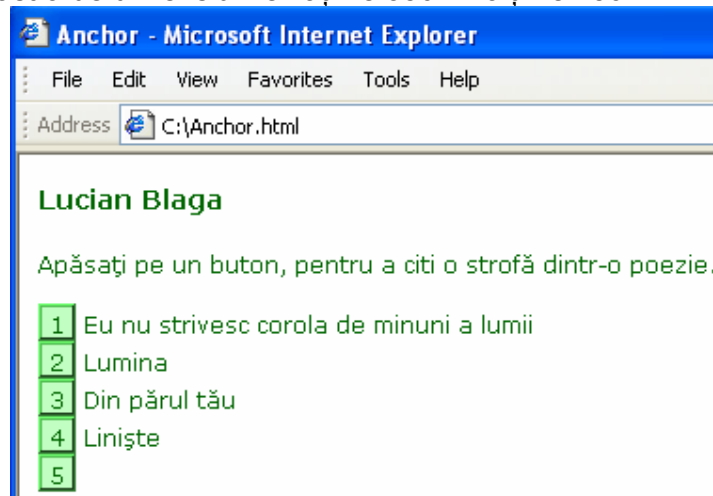 Anchor - Microsoft Internet Explorer
File Edit View Favorites Tools Help
Address C:\Anchor.html
Lucian Blaga
Apăsaţi pe un buton, pentru a citi o strofă dintr-o poezie.
1 Eu nu strivesc corola de minuni a lumii
2 Lumina
3 Din părul tău
4 Linişte
5